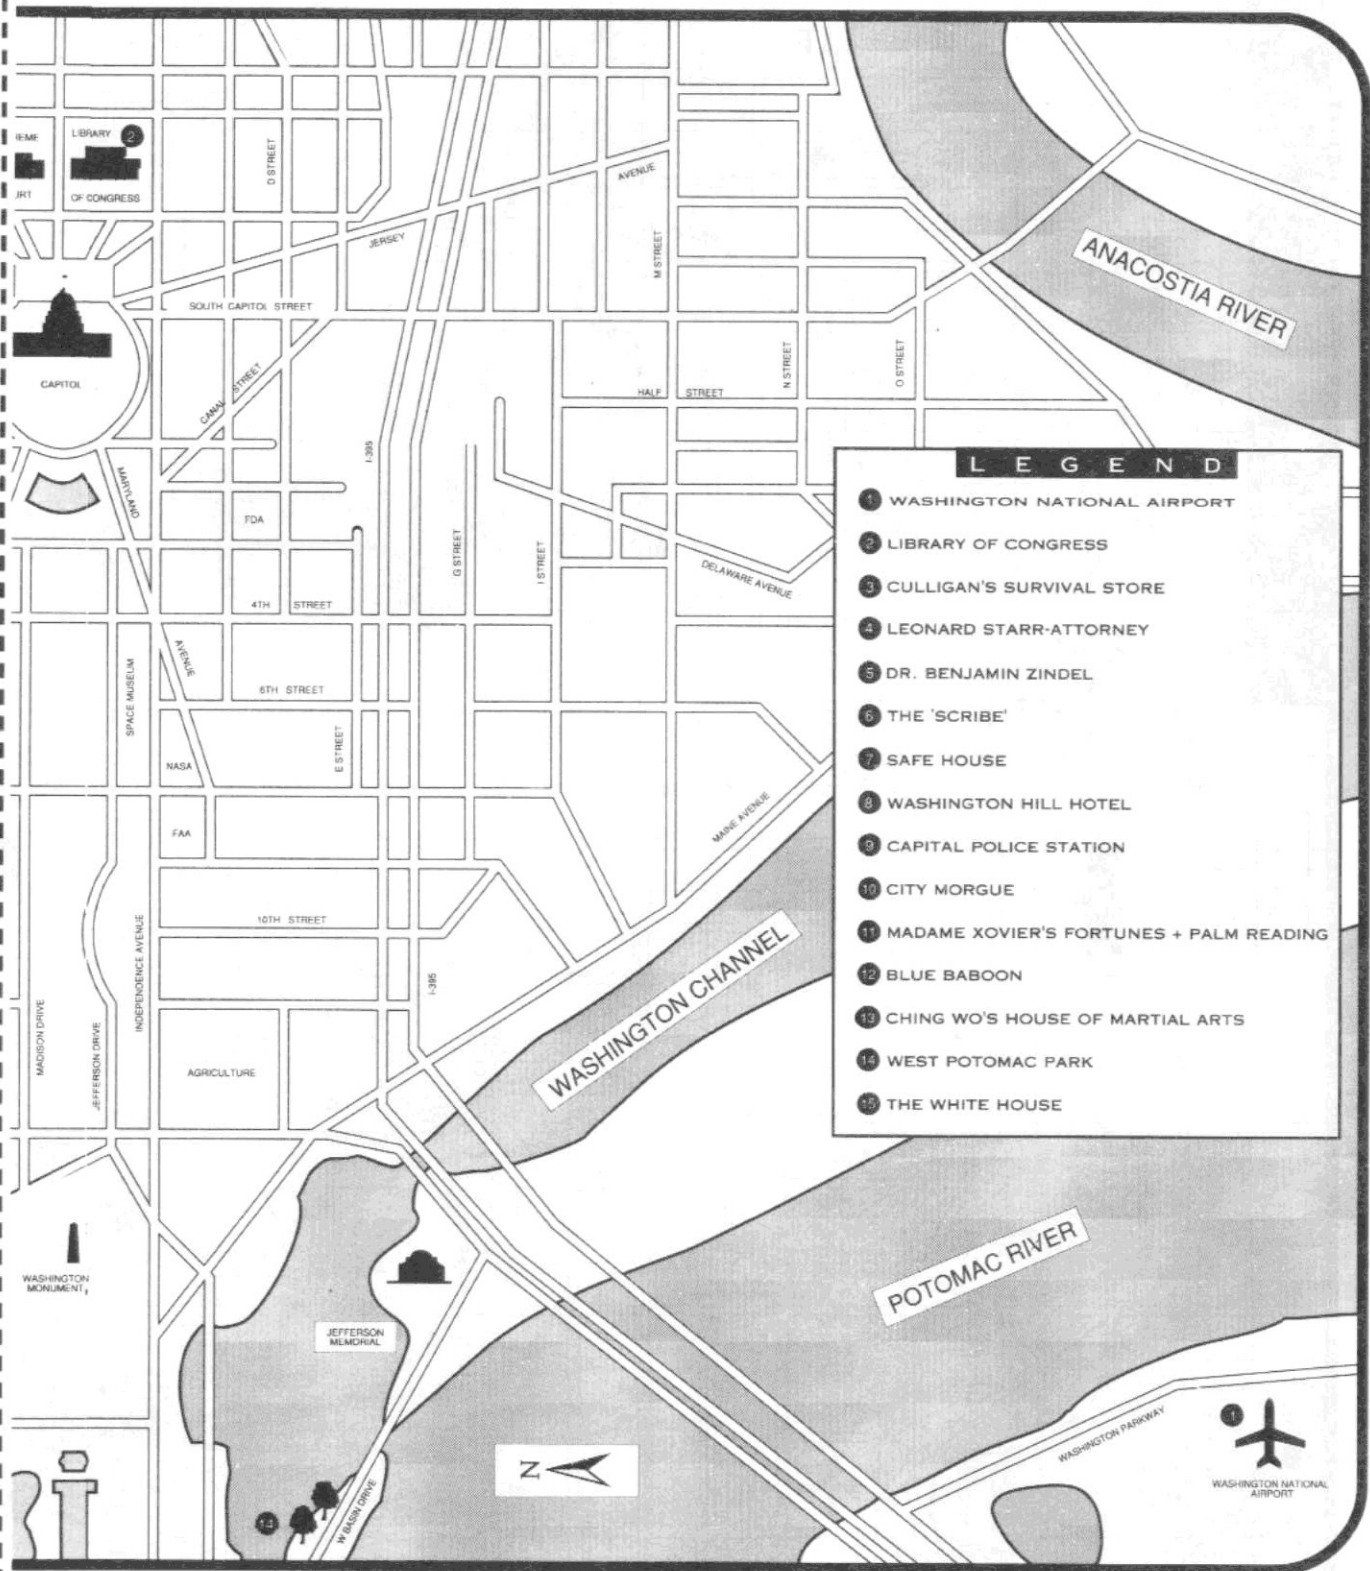 IEME
JRT
LIBRARY 2
OF CONGRESS
D STREET
AVENUE
JERSEY
M STREET
SOUTH CAPITOL STREET
ANACOSTIA RIVER
CAPITOL
CANAL STREET
HALF STREET
N STREET
O STREET
I-395
MARYLAND
FDA
G STREET
I STREET
DELAWARE AVENUE
4TH STREET
AVENUE
SPACE MUSEUM
6TH STREET
E STREET
NASA
FAA
MAINE AVENUE
10TH STREET
INDEPENDENCE AVENUE
I-395
WASHINGTON CHANNEL
MADISON DRIVE
JEFFERSON DRIVE
AGRICULTURE
LEGEND
1 WASHINGTON NATIONAL AIRPORT
2 LIBRARY OF CONGRESS
3 CULLIGAN'S SURVIVAL STORE
4 LEONARD STARR-ATTORNEY
5 DR. BENJAMIN ZINDEL
6 THE 'SCRIBE'
7 SAFE HOUSE
8 WASHINGTON HILL HOTEL
9 CAPITAL POLICE STATION
10 CITY MORGUE
11 MADAME XOVIER'S FORTUNES + PALM READING
12 BLUE BABOON
13 CHING WO'S HOUSE OF MARTIAL ARTS
14 WEST POTOMAC PARK
15 THE WHITE HOUSE
WASHINGTON
MONUMENT
JEFFERSON
MEMORIAL
POTOMAC RIVER
N
14
W BASIN DRIVE
WASHINGTON PARKWAY
1
WASHINGTON NATIONAL
AIRPORT